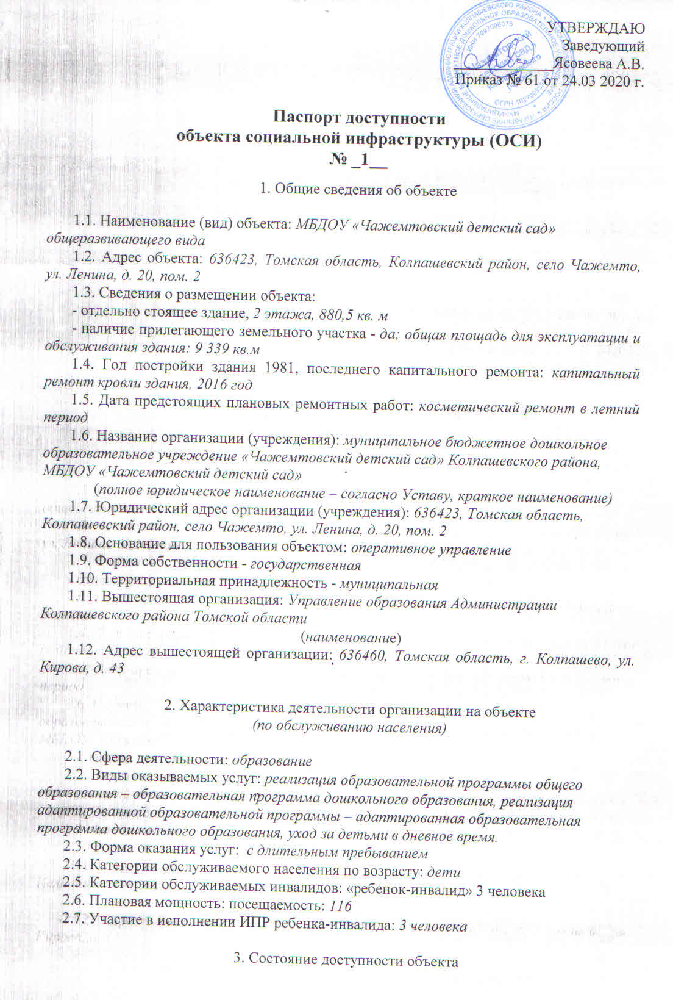 УТВЕРЖДАЮ
Заведующий
Ясовеева А.В.
Приказ № 61 от 24.03 2020 г.
ИНН 7007008075
Паспорт доступности
объекта социальной инфраструктуры (ОСИ)
№ _1__
1. Общие сведения об объекте
1.1. Наименование (вид) объекта: МБДОУ «Чажемтовский детский сад»
общеразвивающего вида
1.2. Адрес объекта: 636423, Томская область, Колпашевский район, село Чажемто,
ул. Ленина, д. 20, пом. 2
1.3. Сведения о размещении объекта:
- отдельно стоящее здание, 2 этажа, 880,5 кв. м
- наличие прилегающего земельного участка - да; общая площадь для эксплуатации и
обслуживания здания: 9 339 кв.м
1.4. Год постройки здания 1981, последнего капитального ремонта: капитальный
ремонт кровли здания, 2016 год
1.5. Дата предстоящих плановых ремонтных работ: косметический ремонт в летний
период
1.6. Название организации (учреждения): муниципальное бюджетное дошкольное
образовательное учреждение «Чажемтовский детский сад» Колпашевского района,
МБДОУ «Чажемтовский детский сад»
(полное юридическое наименование – согласно Уставу, краткое наименование)
1.7. Юридический адрес организации (учреждения): 636423, Томская область,
Колпашевский район, село Чажемто, ул. Ленина, д. 20, пом. 2
1.8. Основание для пользования объектом: оперативное управление
1.9. Форма собственности - государственная
1.10. Территориальная принадлежность - муниципальная
1.11. Вышестоящая организация: Управление образования Администрации
Колпашевского района Томской области
(наименование)
1.12. Адрес вышестоящей организации: 636460, Томская область, г. Колпашево, ул.
Кирова, д. 43
2. Характеристика деятельности организации на объекте
(по обслуживанию населения)
2.1. Сфера деятельности: образование
2.2. Виды оказываемых услуг: реализация образовательной программы общего
образования – образовательная программа дошкольного образования, реализация
адаптированной образовательной программы – адаптированная образовательная
программа дошкольного образования, уход за детьми в дневное время.
2.3. Форма оказания услуг: с длительным пребыванием
2.4. Категории обслуживаемого населения по возрасту: дети
2.5. Категории обслуживаемых инвалидов: «ребенок-инвалид» 3 человека
2.6. Плановая мощность: посещаемость: 116
2.7. Участие в исполнении ИПР ребенка-инвалида: 3 человека
3. Состояние доступности объекта